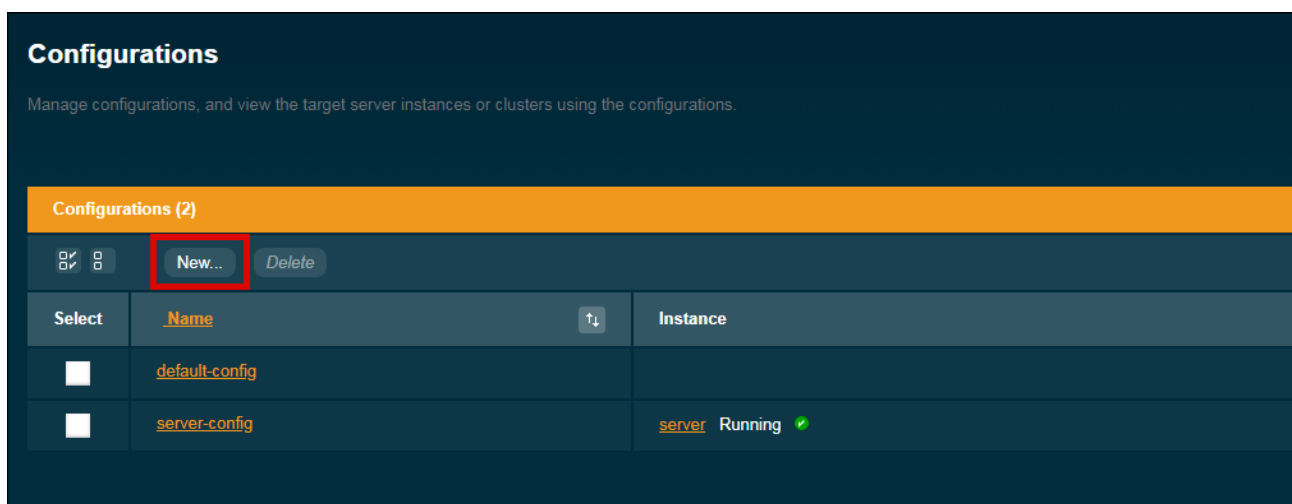 Configurations
Manage configurations, and view the target server instances or clusters using the configurations.
Configurations (2)
New... Delete
Select Name Instance
default-config
server-config server Running